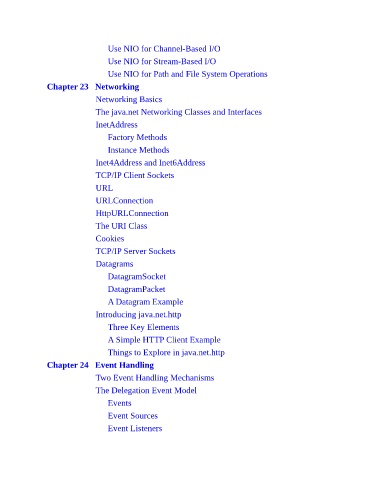 Use NIO for Channel-Based I/O
Use NIO for Stream-Based I/O
Use NIO for Path and File System Operations
Chapter 23 Networking
Networking Basics
The java.net Networking Classes and Interfaces
InetAddress
Factory Methods
Instance Methods
Inet4Address and Inet6Address
TCP/IP Client Sockets
URL
URLConnection
HttpURLConnection
The URI Class
Cookies
TCP/IP Server Sockets
Datagrams
DatagramSocket
DatagramPacket
A Datagram Example
Introducing java.net.http
Three Key Elements
A Simple HTTP Client Example
Things to Explore in java.net.http
Chapter 24 Event Handling
Two Event Handling Mechanisms
The Delegation Event Model
Events
Event Sources
Event Listeners